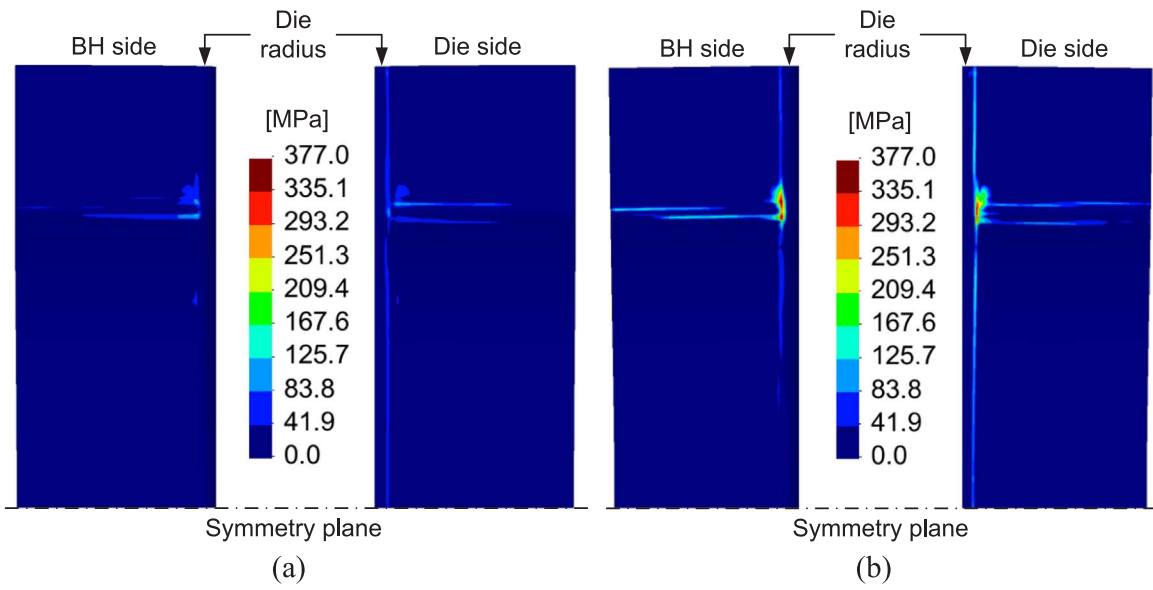 Die
radius
BH side
Die side
[MPa]
377.0
335.1
293.2
251.3
209.4
167.6
125.7
83.8
41.9
0.0
Symmetry plane
(a)
Die
radius
BH side
Die side
[MPa]
377.0
335.1
293.2
251.3
209.4
167.6
125.7
83.8
41.9
0.0
Symmetry plane
(b)